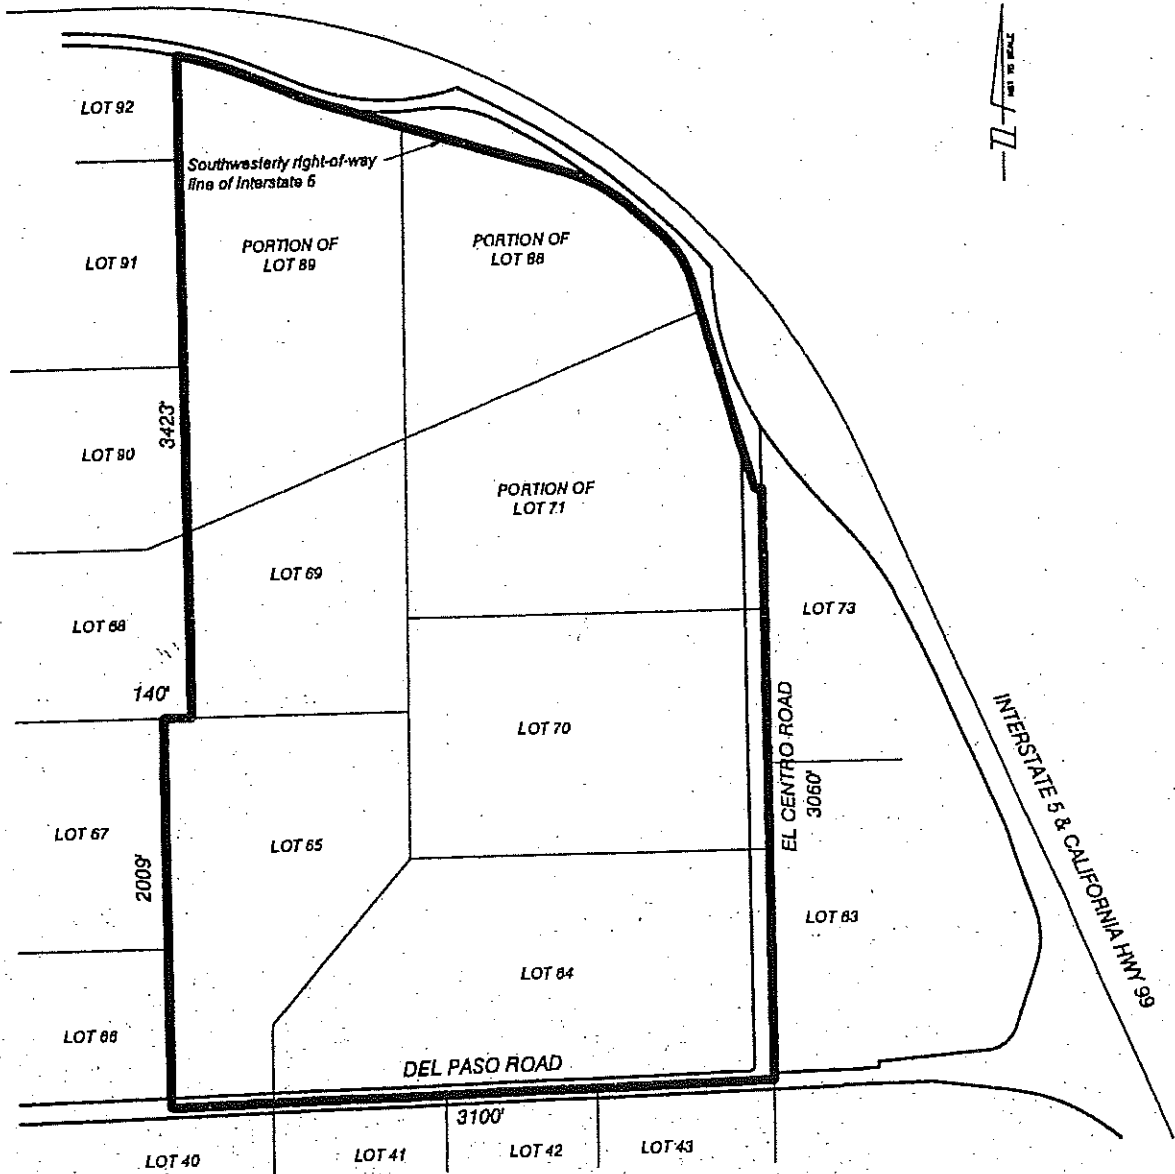 NOT TO SCALE
N
LOT 92
Southwesterly right-of-way
line of Interstate 5
PORTION OF
LOT 89
PORTION OF
LOT 88
LOT 91
3423'
LOT 90
PORTION OF
LOT 71
LOT 69
LOT 73
LOT 68
140'
LOT 70
EL CENTRO ROAD
3060'
INTERSTATE 5 & CALIFORNIA HWY 99
LOT 67
LOT 65
2009'
LOT 63
LOT 64
LOT 66
DEL PASO ROAD
3100'
LOT 40
LOT 41
LOT 42
LOT 43